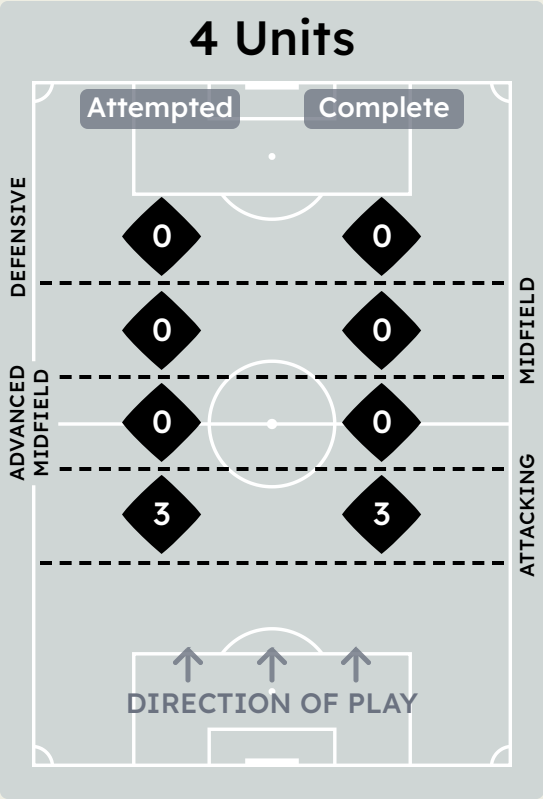 4 Units
Attempted Complete
DEFENSIVE
0 0
MIDFIELD
0 0
ADVANCED
MIDFIELD
0 0
ATTACKING
3 3
DIRECTION OF PLAY